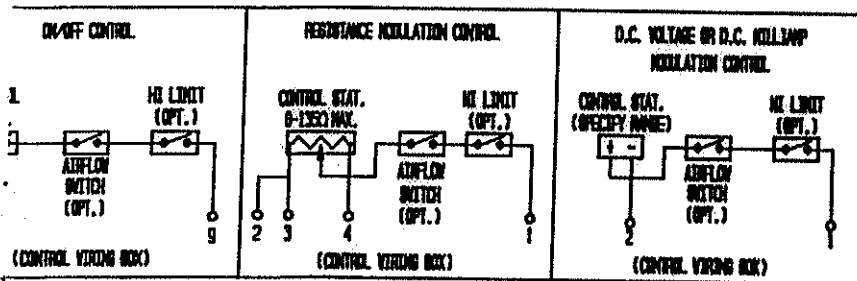 ON/OFF CONTROL
HI LIMIT
(OPT.)
AIRFLOW
SWITCH
(OPT.)
9
(CONTROL WIRING BOX)
RESISTANCE MODULATION CONTROL
CONTROL STAT.
0-135Ω MAX.
HI LIMIT
(OPT.)
AIRFLOW
SWITCH
(OPT.)
2
3
4
1
(CONTROL WIRING BOX)
D.C. VOLTAGE OR D.C. MILLIAMP
MODULATION CONTROL
CONTROL STAT.
(SPECIFY RANGE)
+ -
HI LIMIT
(OPT.)
AIRFLOW
SWITCH
(OPT.)
2
1
(CONTROL WIRING BOX)